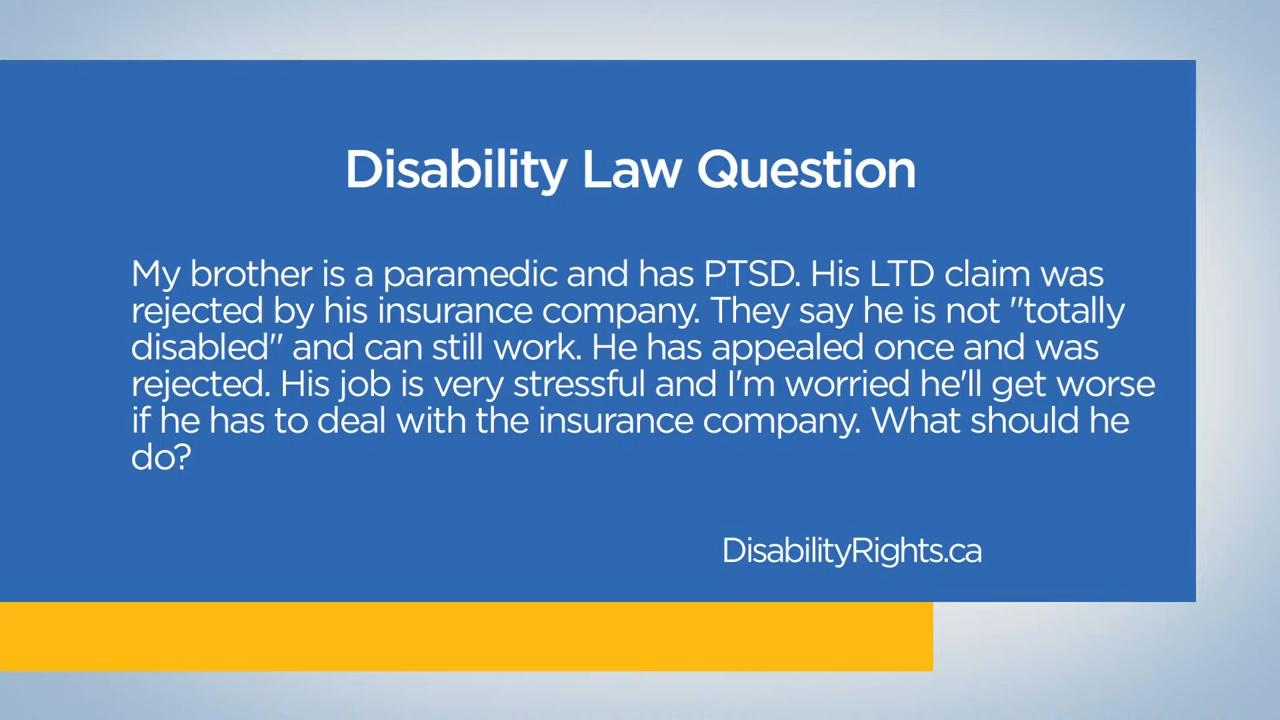 Disability Law Question
My brother is a paramedic and has PTSD. His LTD claim was
rejected by his insurance company. They say he is not "totally
disabled" and can still work. He has appealed once and was
rejected. His job is very stressful and I'm worried he'll get worse
if he has to deal with the insurance company. What should he
do?
DisabilityRights.ca